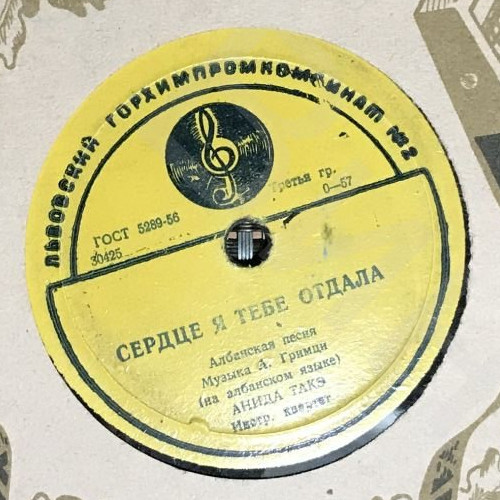 ЛЬВОВСКИЙ ГОРХИМПРОМКОМБИНАТ №2
Третья гр.
ГОСТ 5289-56
0—57
30425
СЕРДЦЕ Я ТЕБЕ ОТДАЛА
Албанская песня
Музыка А. Гримци
(на албанском языке)
АНИДА ТАКЭ
Инстр. квартет